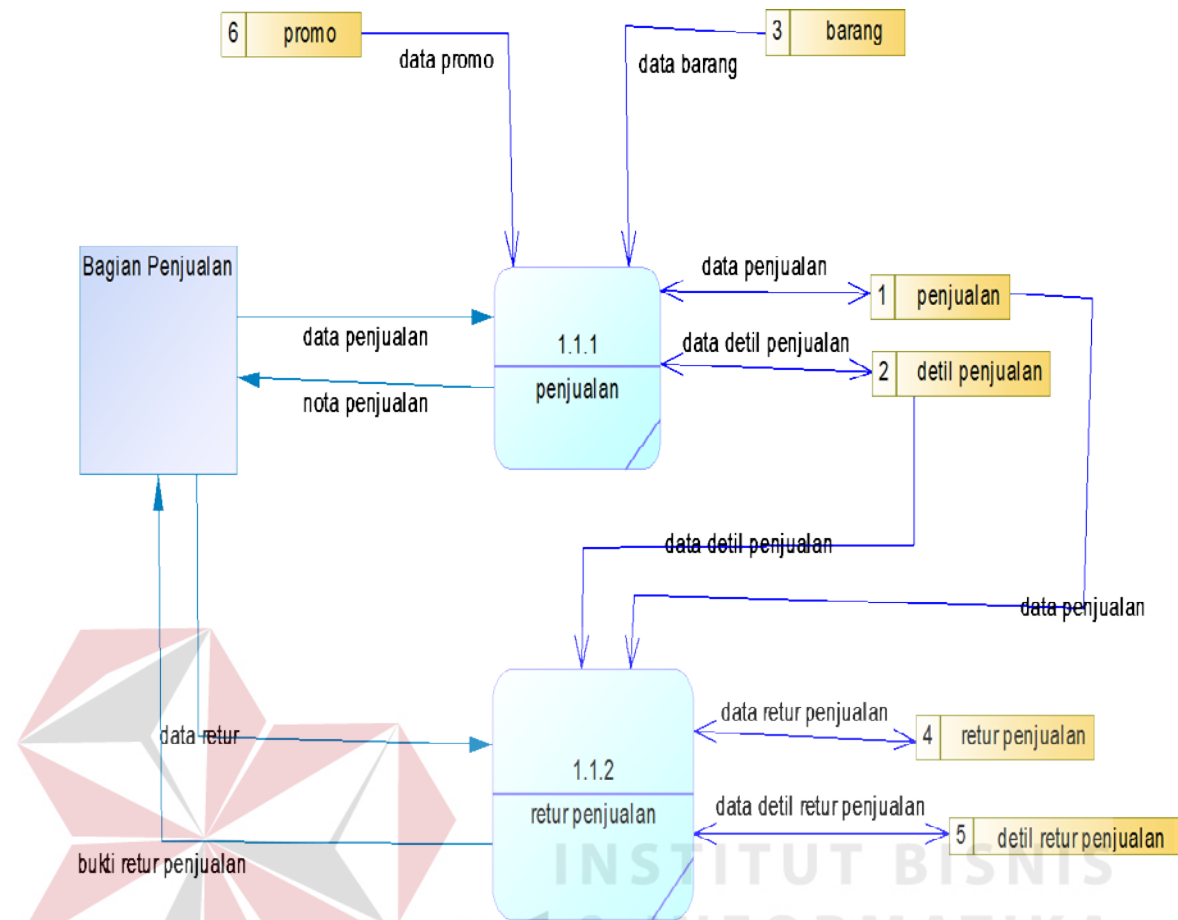 6 promo
3 barang
data promo
data barang
Bagian Penjualan
data penjualan
1 penjualan
data penjualan
1.1.1
data detil penjualan
2 detil penjualan
penjualan
nota penjualan
data detil penjualan
data penjualan
data retur
data retur penjualan
4 retur penjualan
1.1.2
retur penjualan
data detil retur penjualan
5 detil retur penjualan
bukti retur penjualan
INSTITUT BISNIS